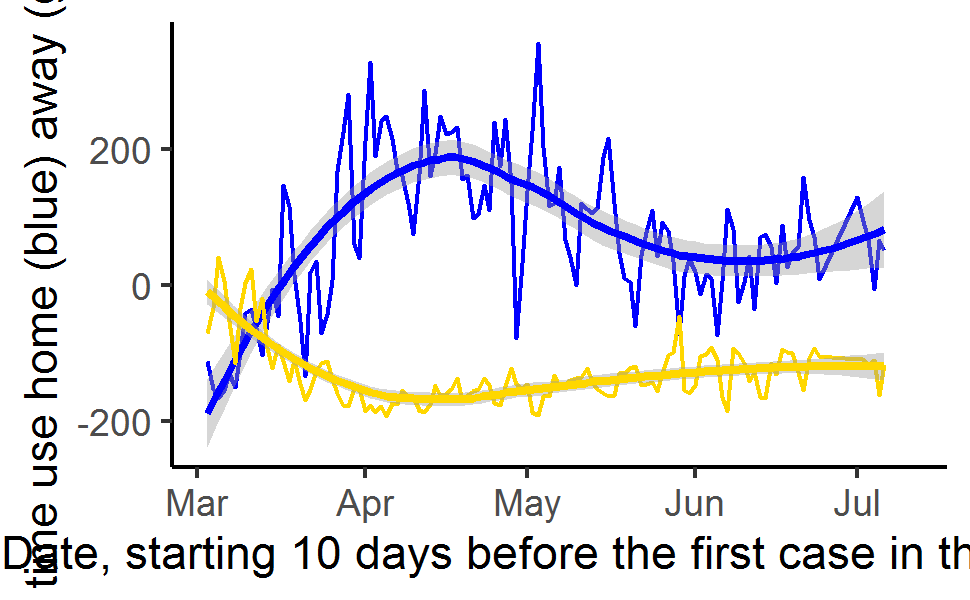 time use home (blue) away (
200
0
-200
Mar Apr May Jun Jul
Date, starting 10 days before the first case in th